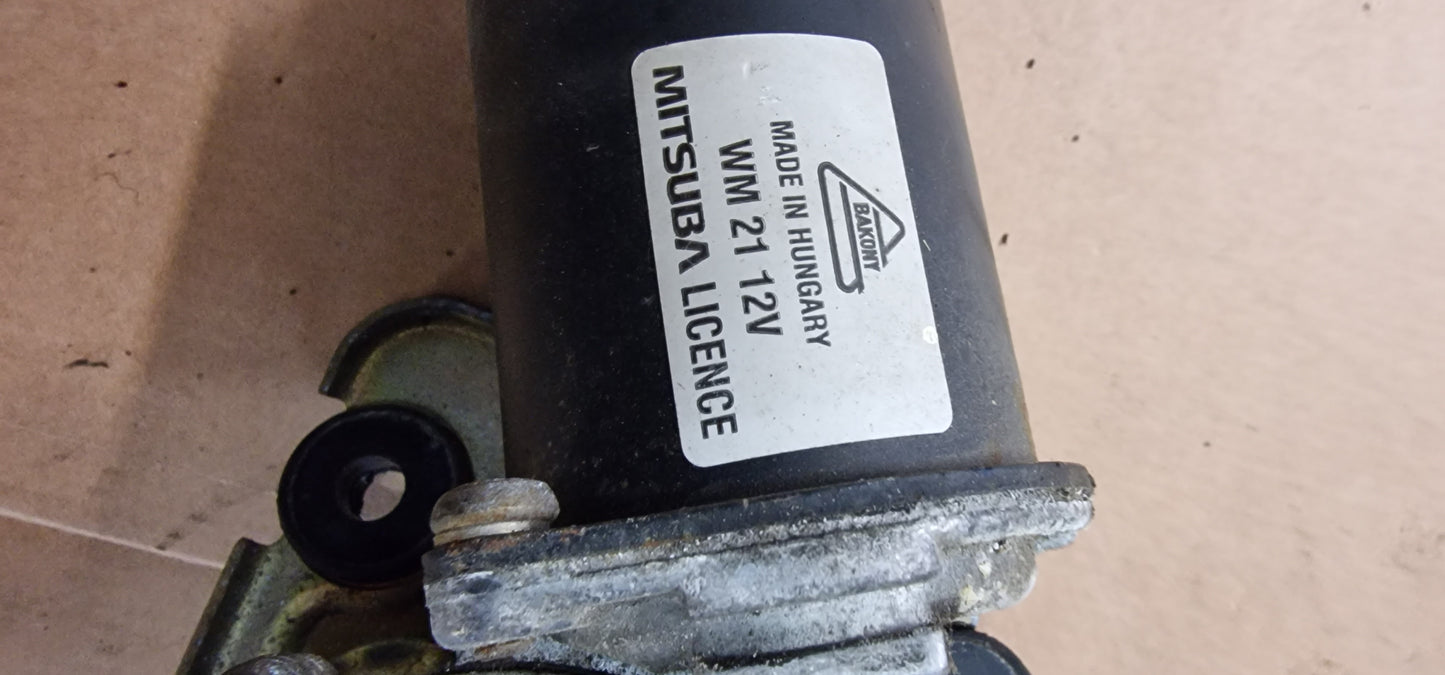 BAKONY
MADE IN HUNGARY
WM 21 12V
MITSUBA LICENCE